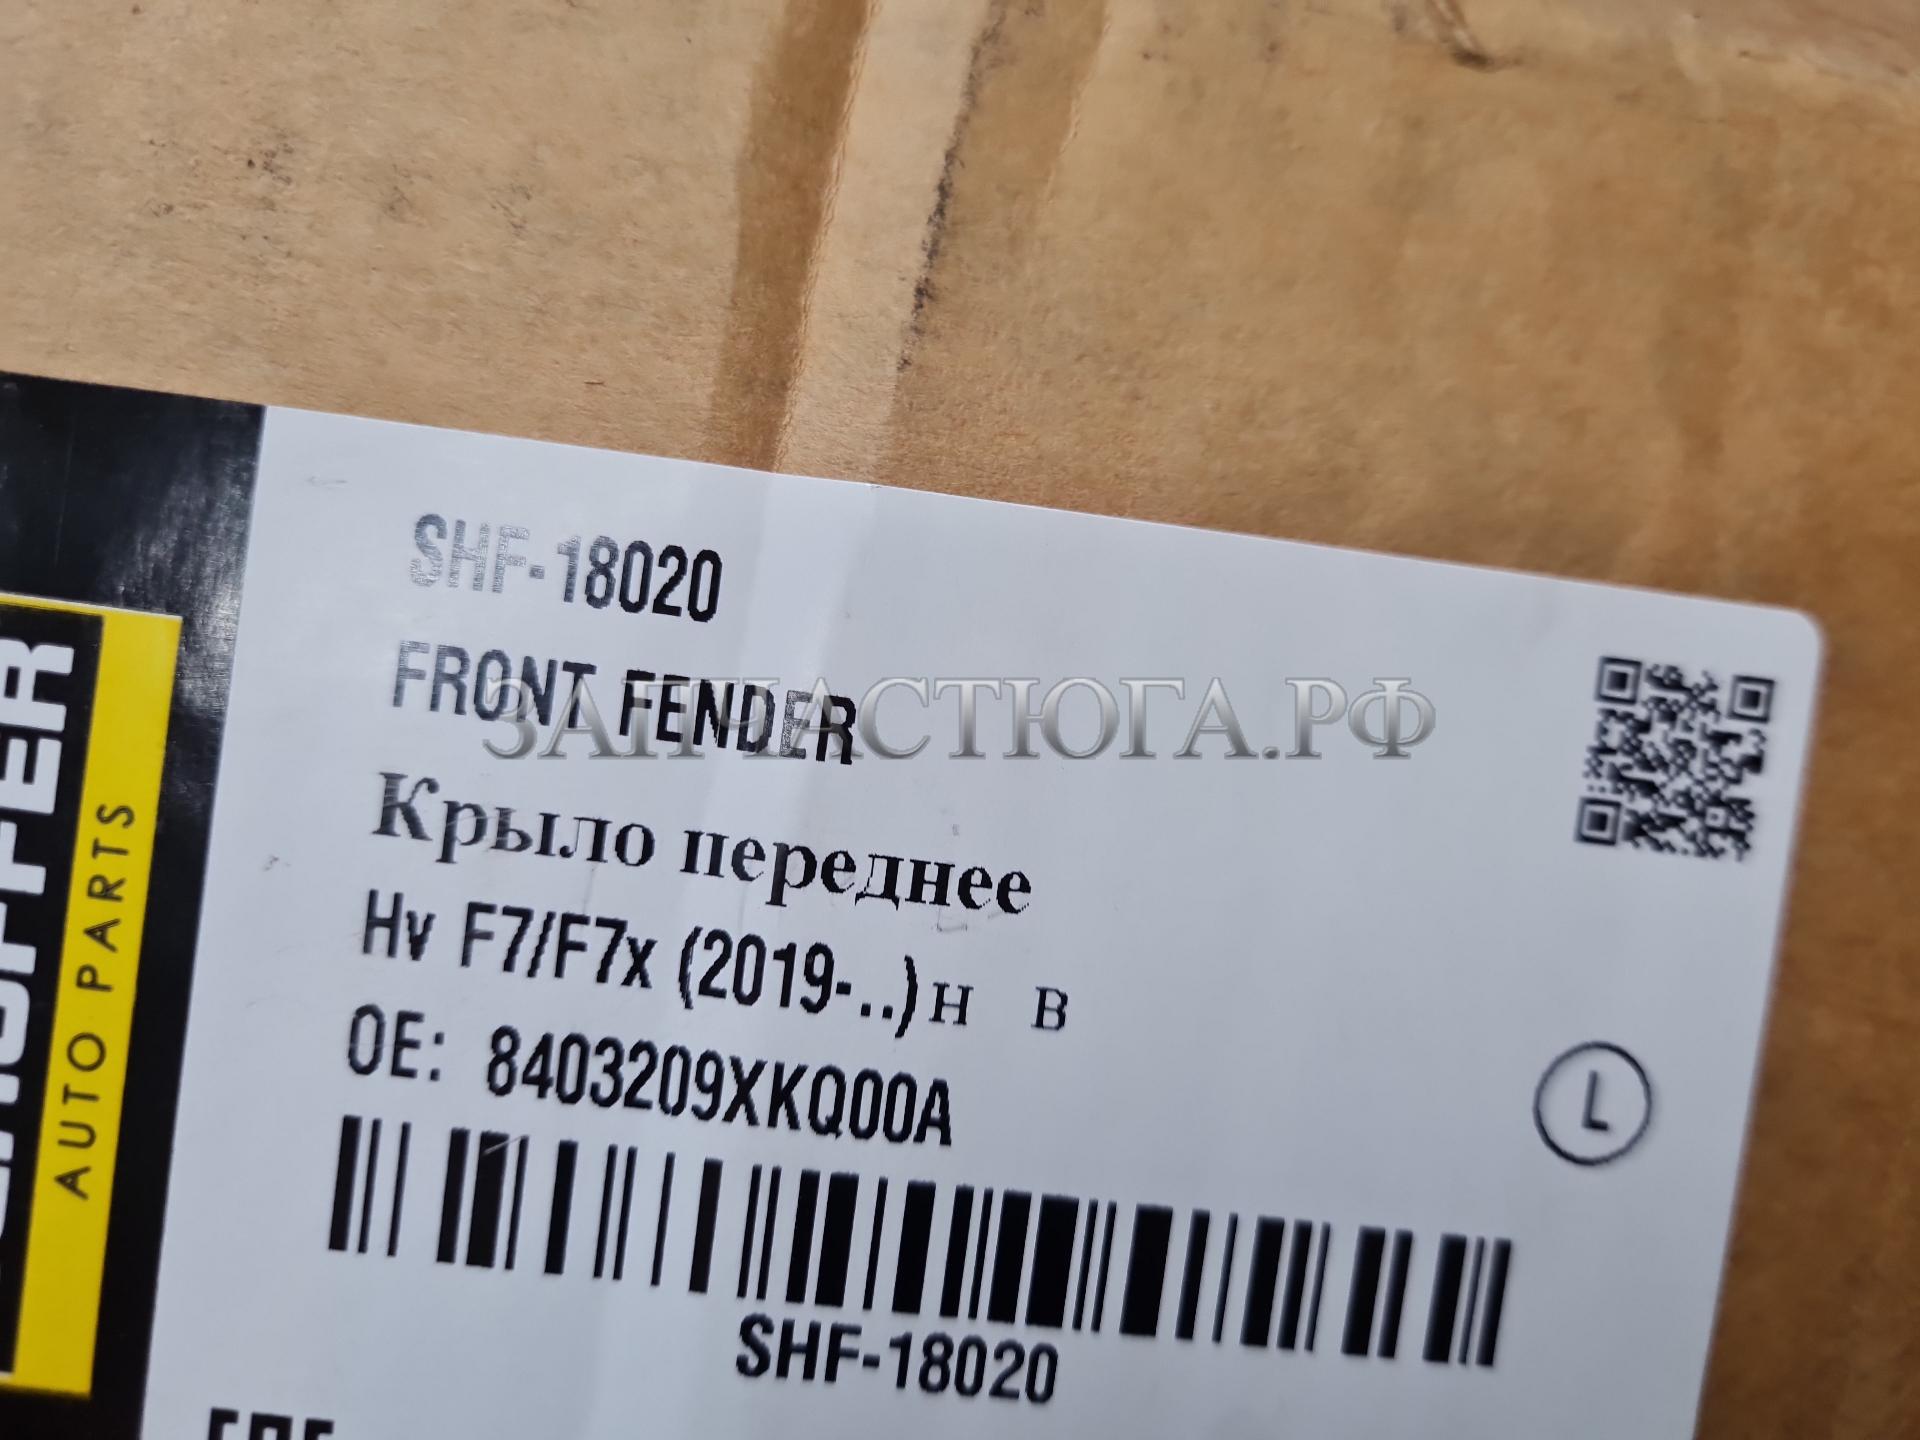 SHF-18020
FRONT FENDER
ЗАПЧАСТЮГА.РФ
Крыло переднее
Hv F7/F7x (2019-..)н в
OE: 8403209XKQ00A
L
SHF-18020
AUTO PARTS